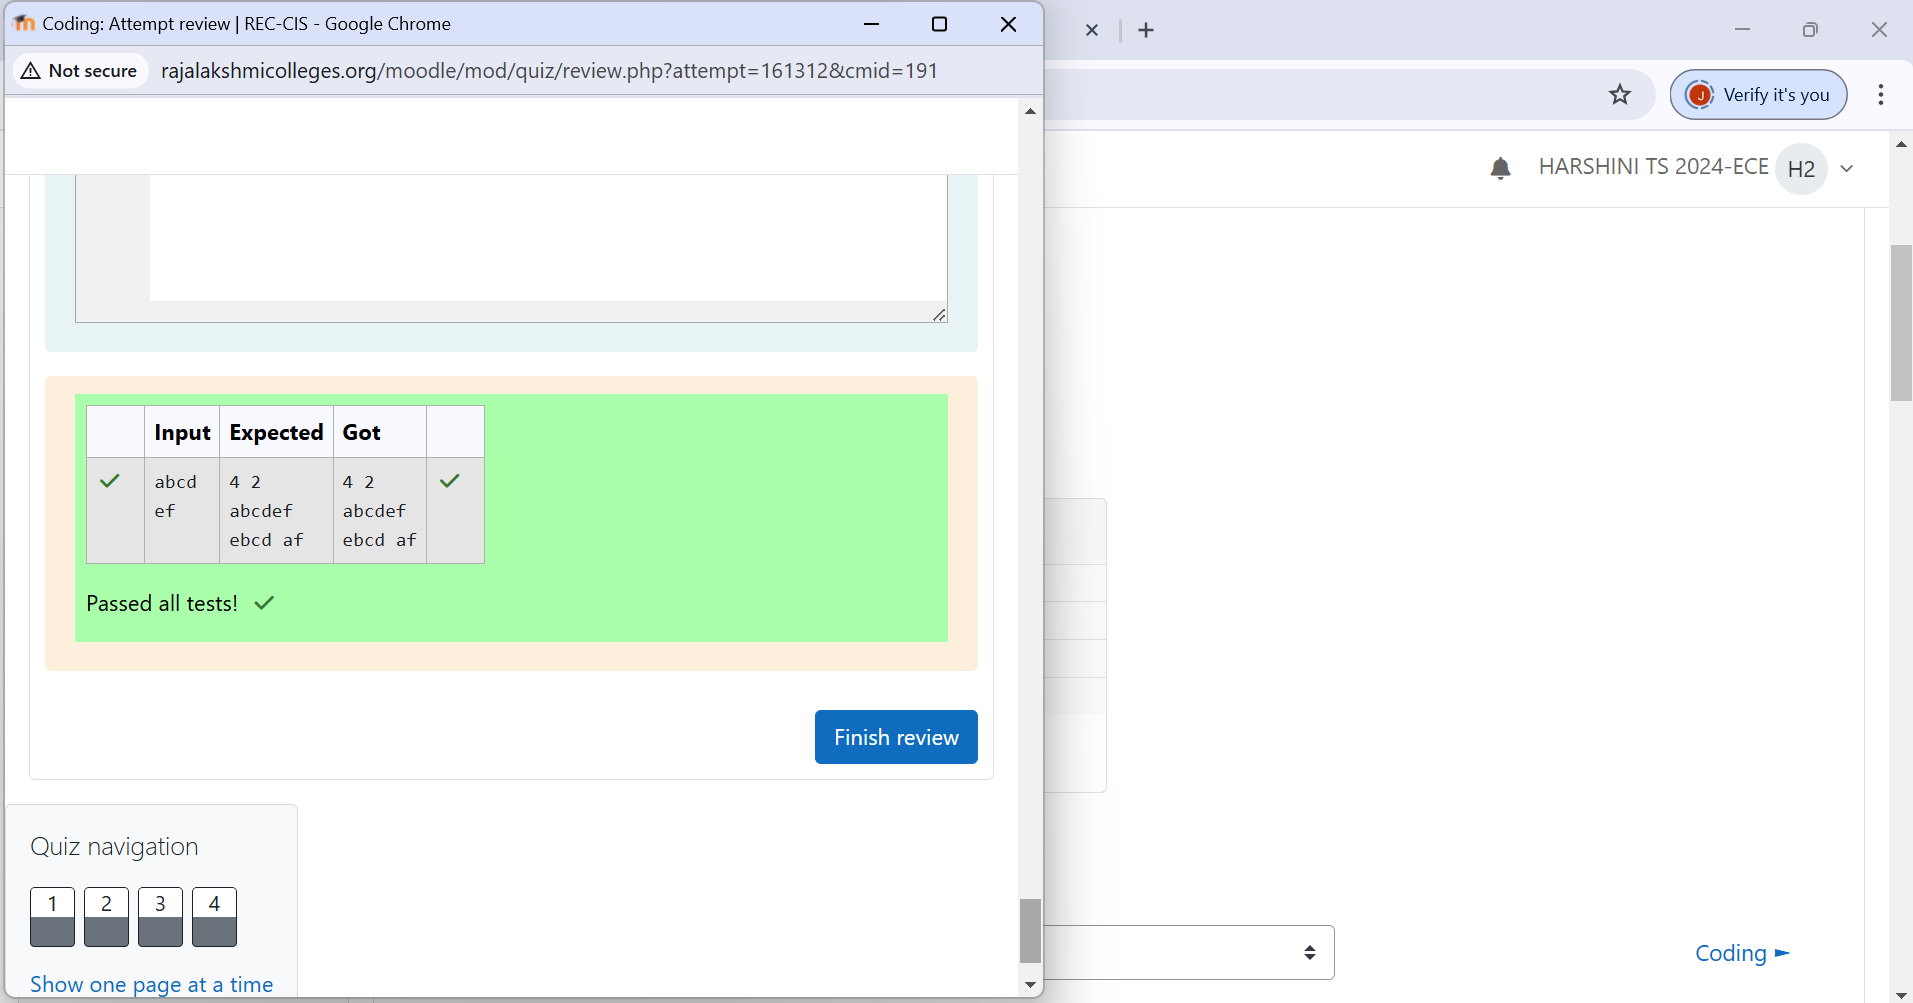 Coding: Attempt review | REC-CIS - Google Chrome
Not secure rajalakshmicolleges.org/moodle/mod/quiz/review.php?attempt=161312&cmid=191
J Verify it's you
HARSHINI TS 2024-ECE H2
Input Expected Got
abcd 4 2 4 2
ef abcdef abcdef
ebcd af ebcd af
Passed all tests!
Finish review
Quiz navigation
1 2 3 4
Show one page at a time
Coding ►